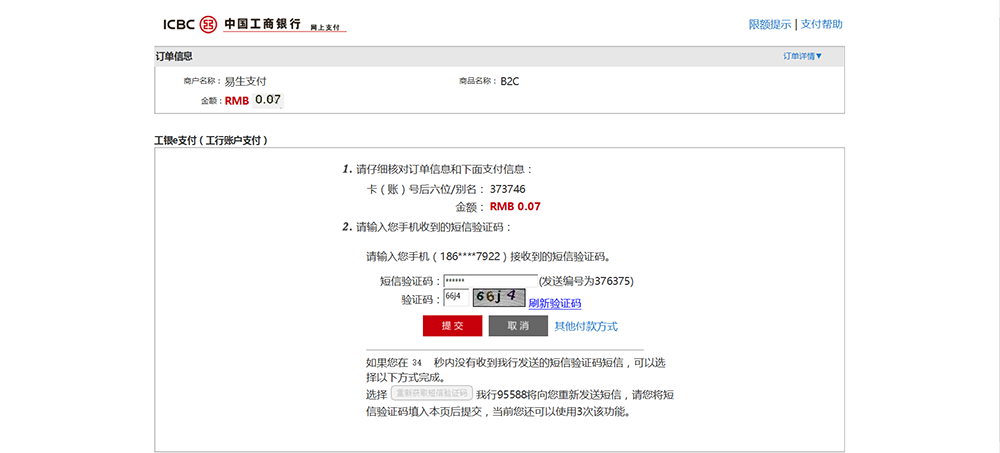 ICBC 中国工商银行 网上支付
限额提示 | 支付帮助
订单信息 订单详情▼
商户名称： 易生支付 商品名称： B2C
金额： RMB 0.07
工银e支付（工行账户支付）
1. 请仔细核对订单信息和下面支付信息：
卡（账）号后六位/别名： 373746
金额： RMB 0.07
2. 请输入您手机收到的短信验证码：
请输入您手机（186****7922）接收到的短信验证码。
短信验证码： ****** (发送编号为376375)
验证码： 66j4 66j4 刷新验证码
提 交 取 消 其他付款方式
如果您在 34 秒内没有收到我行发送的短信验证码短信，可以选
择以下方式完成。
选择 重新获取短信验证码 我行95588将向您重新发送短信，请您将短
信验证码填入本页后提交，当前您还可以使用3次该功能。